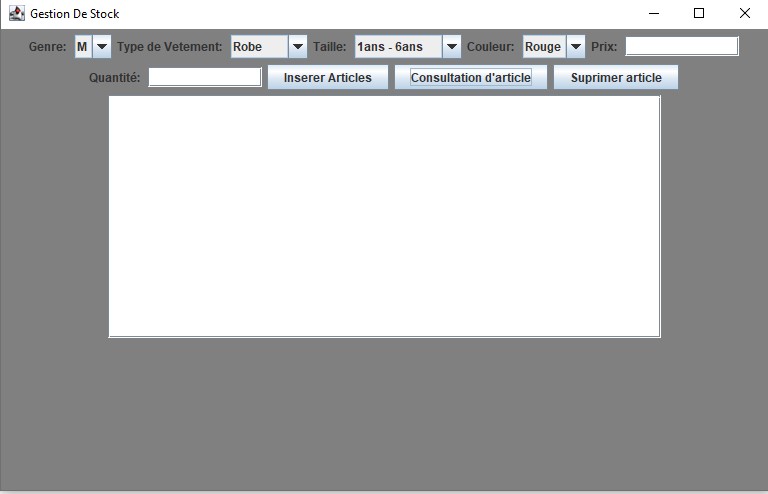 Gestion De Stock
Genre: M Type de Vetement: Robe Taille: 1ans - 6ans Couleur: Rouge Prix:
Quantité: Inserer Articles Consultation d'article Suprimer article